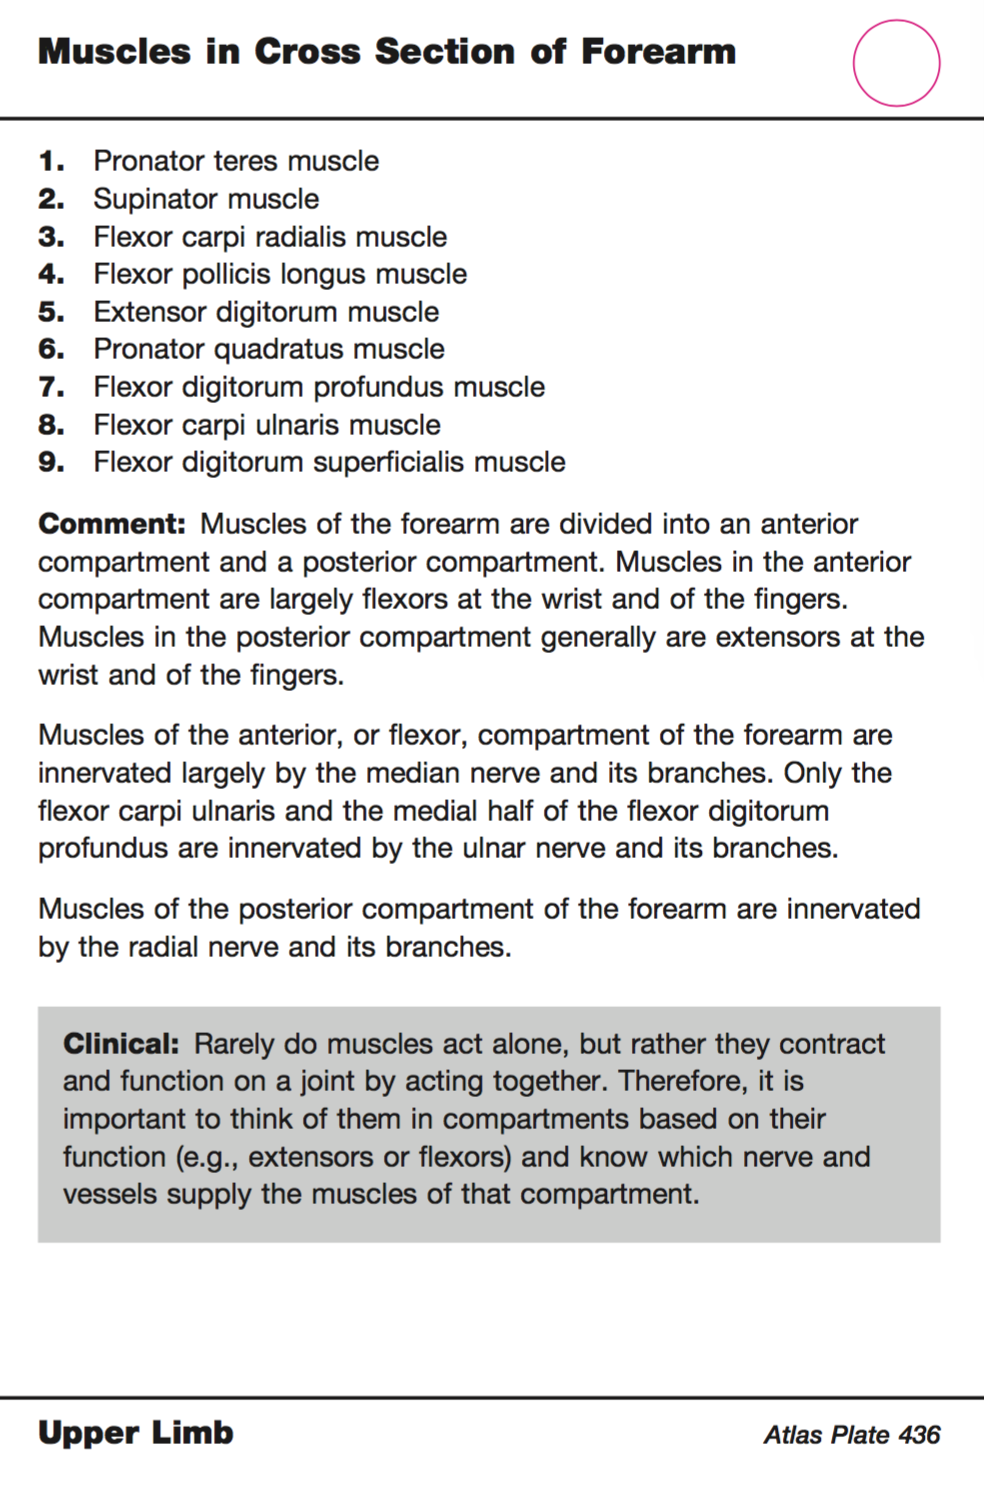 Muscles in Cross Section of Forearm
1. Pronator teres muscle
2. Supinator muscle
3. Flexor carpi radialis muscle
4. Flexor pollicis longus muscle
5. Extensor digitorum muscle
6. Pronator quadratus muscle
7. Flexor digitorum profundus muscle
8. Flexor carpi ulnaris muscle
9. Flexor digitorum superficialis muscle
Comment: Muscles of the forearm are divided into an anterior
compartment and a posterior compartment. Muscles in the anterior
compartment are largely flexors at the wrist and of the fingers.
Muscles in the posterior compartment generally are extensors at the
wrist and of the fingers.
Muscles of the anterior, or flexor, compartment of the forearm are
innervated largely by the median nerve and its branches. Only the
flexor carpi ulnaris and the medial half of the flexor digitorum
profundus are innervated by the ulnar nerve and its branches.
Muscles of the posterior compartment of the forearm are innervated
by the radial nerve and its branches.
Clinical: Rarely do muscles act alone, but rather they contract
and function on a joint by acting together. Therefore, it is
important to think of them in compartments based on their
function (e.g., extensors or flexors) and know which nerve and
vessels supply the muscles of that compartment.
Upper Limb
Atlas Plate 436